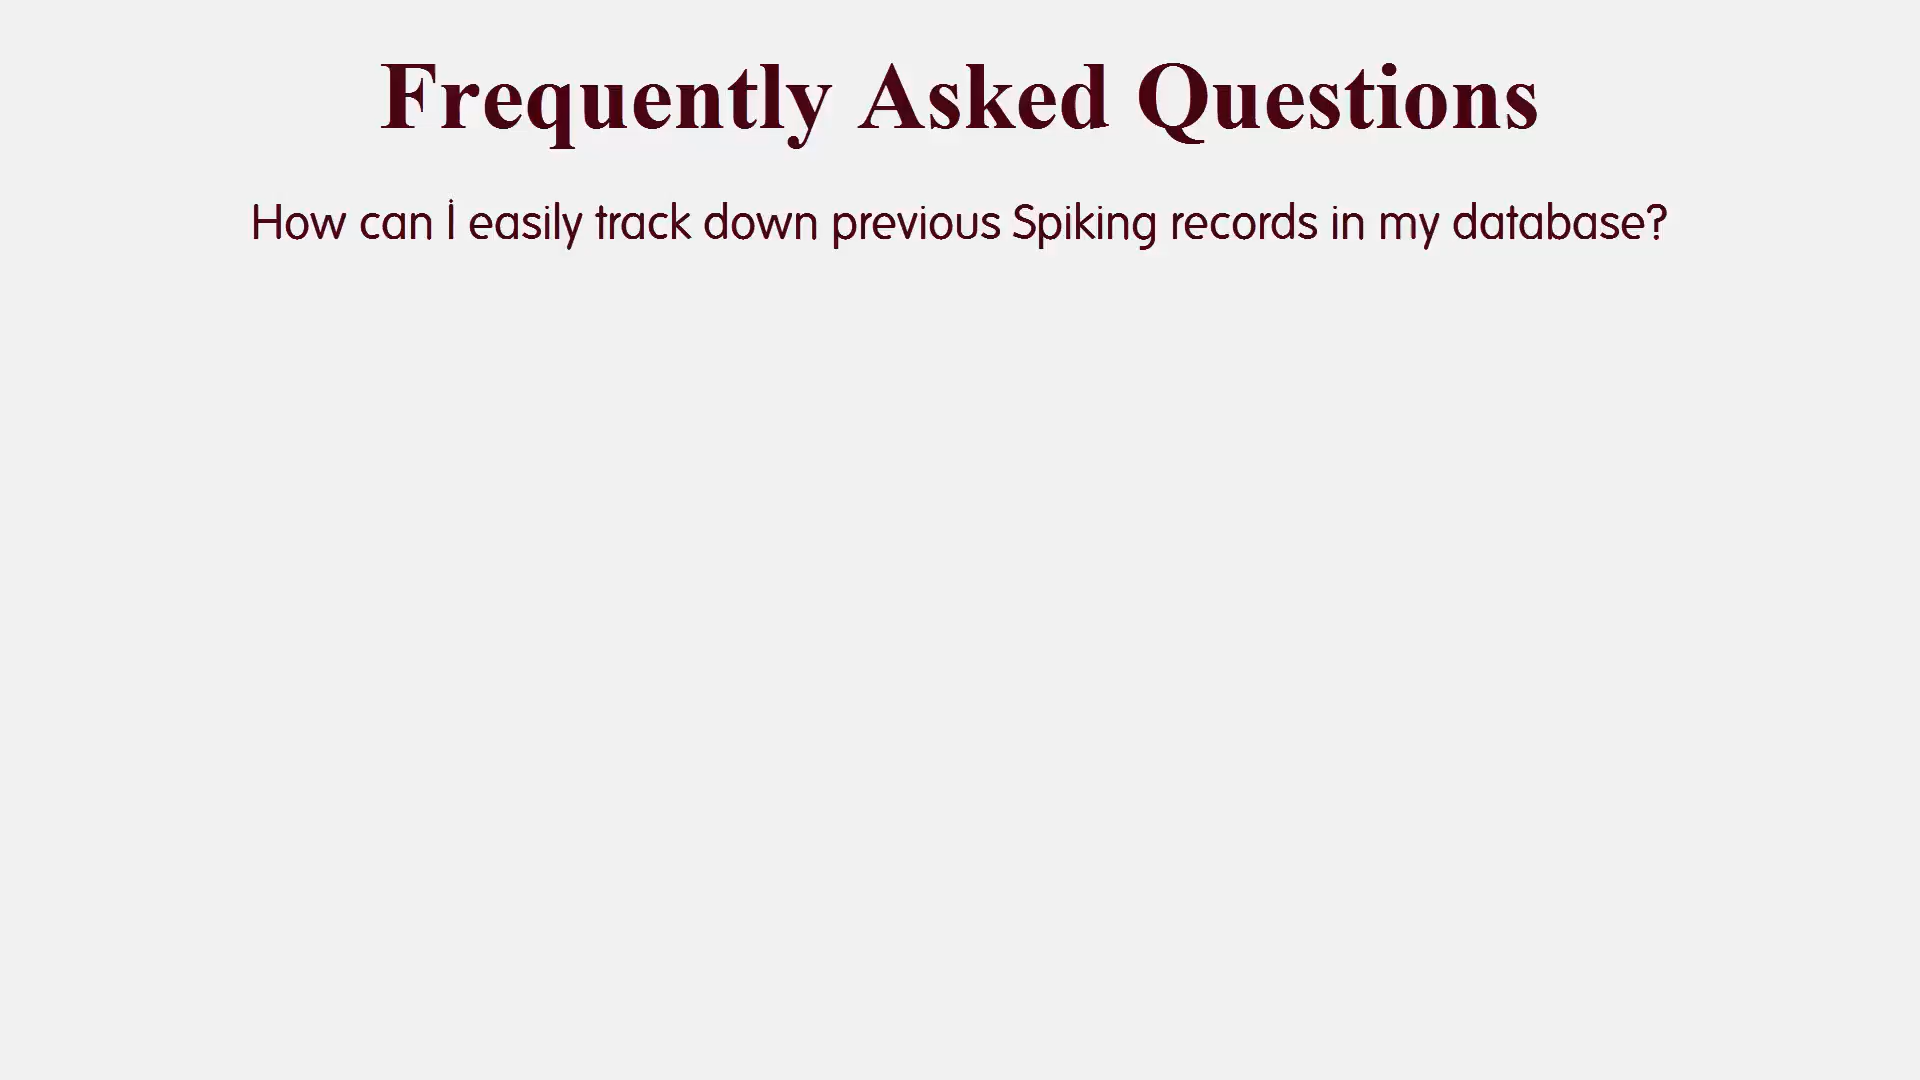 Frequently Asked Questions
How can I easily track down previous Spiking records in my database?